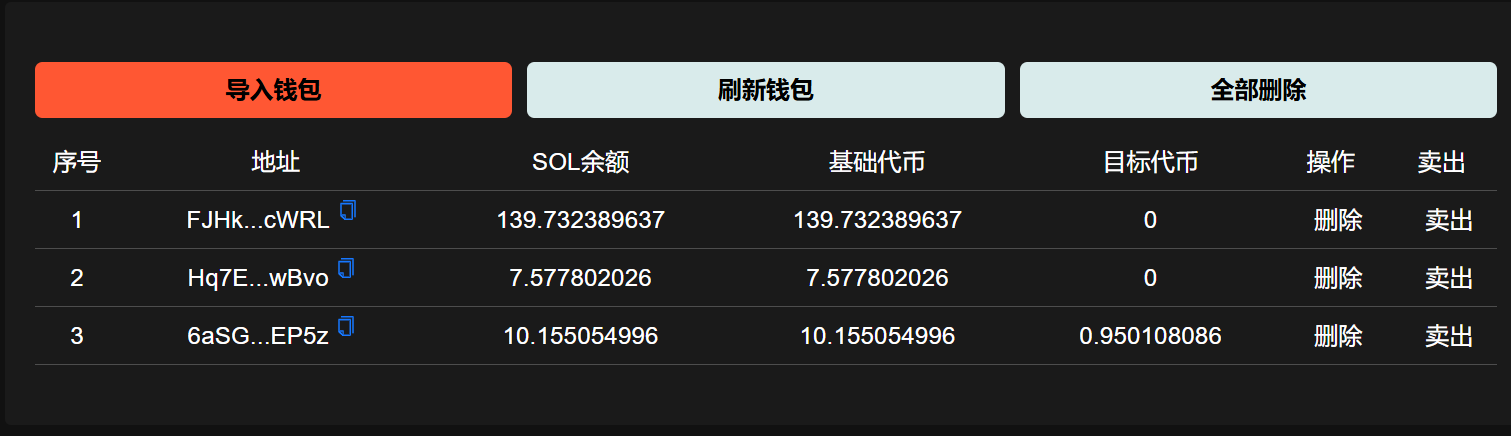 导入钱包 刷新钱包 全部删除
序号 地址 SOL余额 基础代币 目标代币 操作 卖出
1 FJHk...cWRL 139.732389637 139.732389637 0 删除 卖出
2 Hq7E...wBvo 7.577802026 7.577802026 0 删除 卖出
3 6aSG...EP5z 10.155054996 10.155054996 0.950108086 删除 卖出